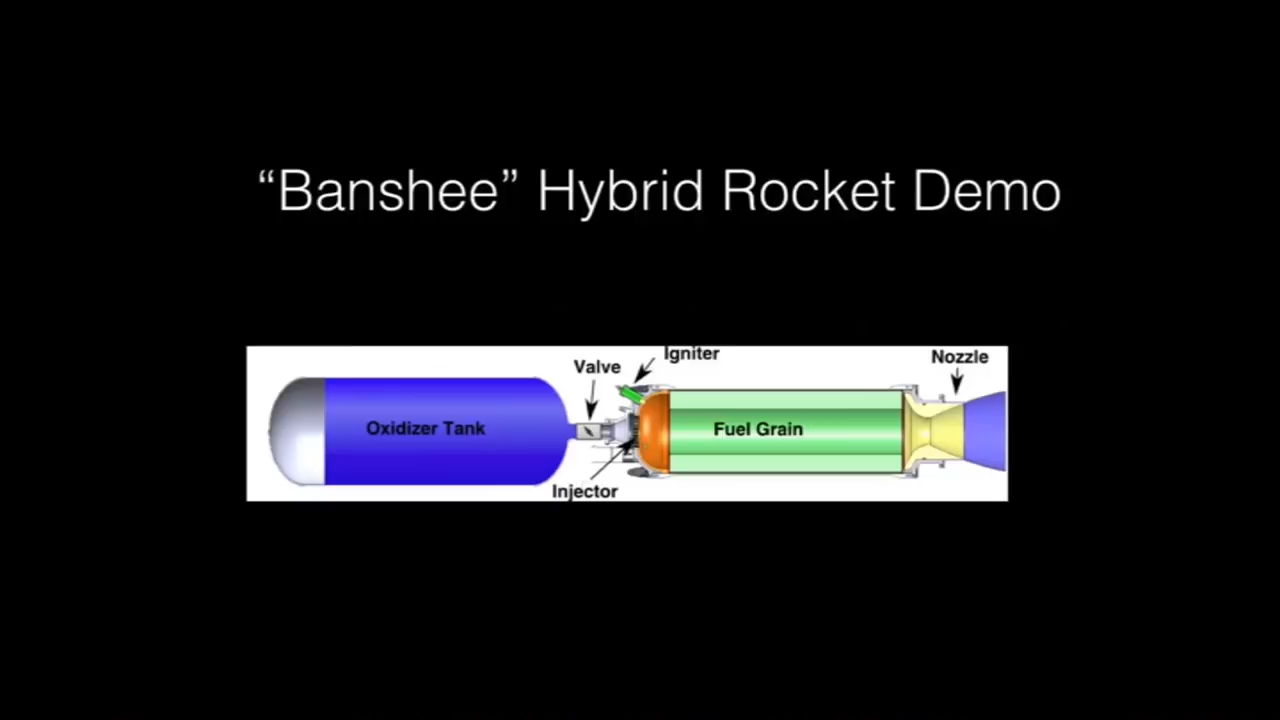 “Banshee” Hybrid Rocket Demo
Igniter
Valve
Nozzle
Oxidizer Tank
Fuel Grain
Injector